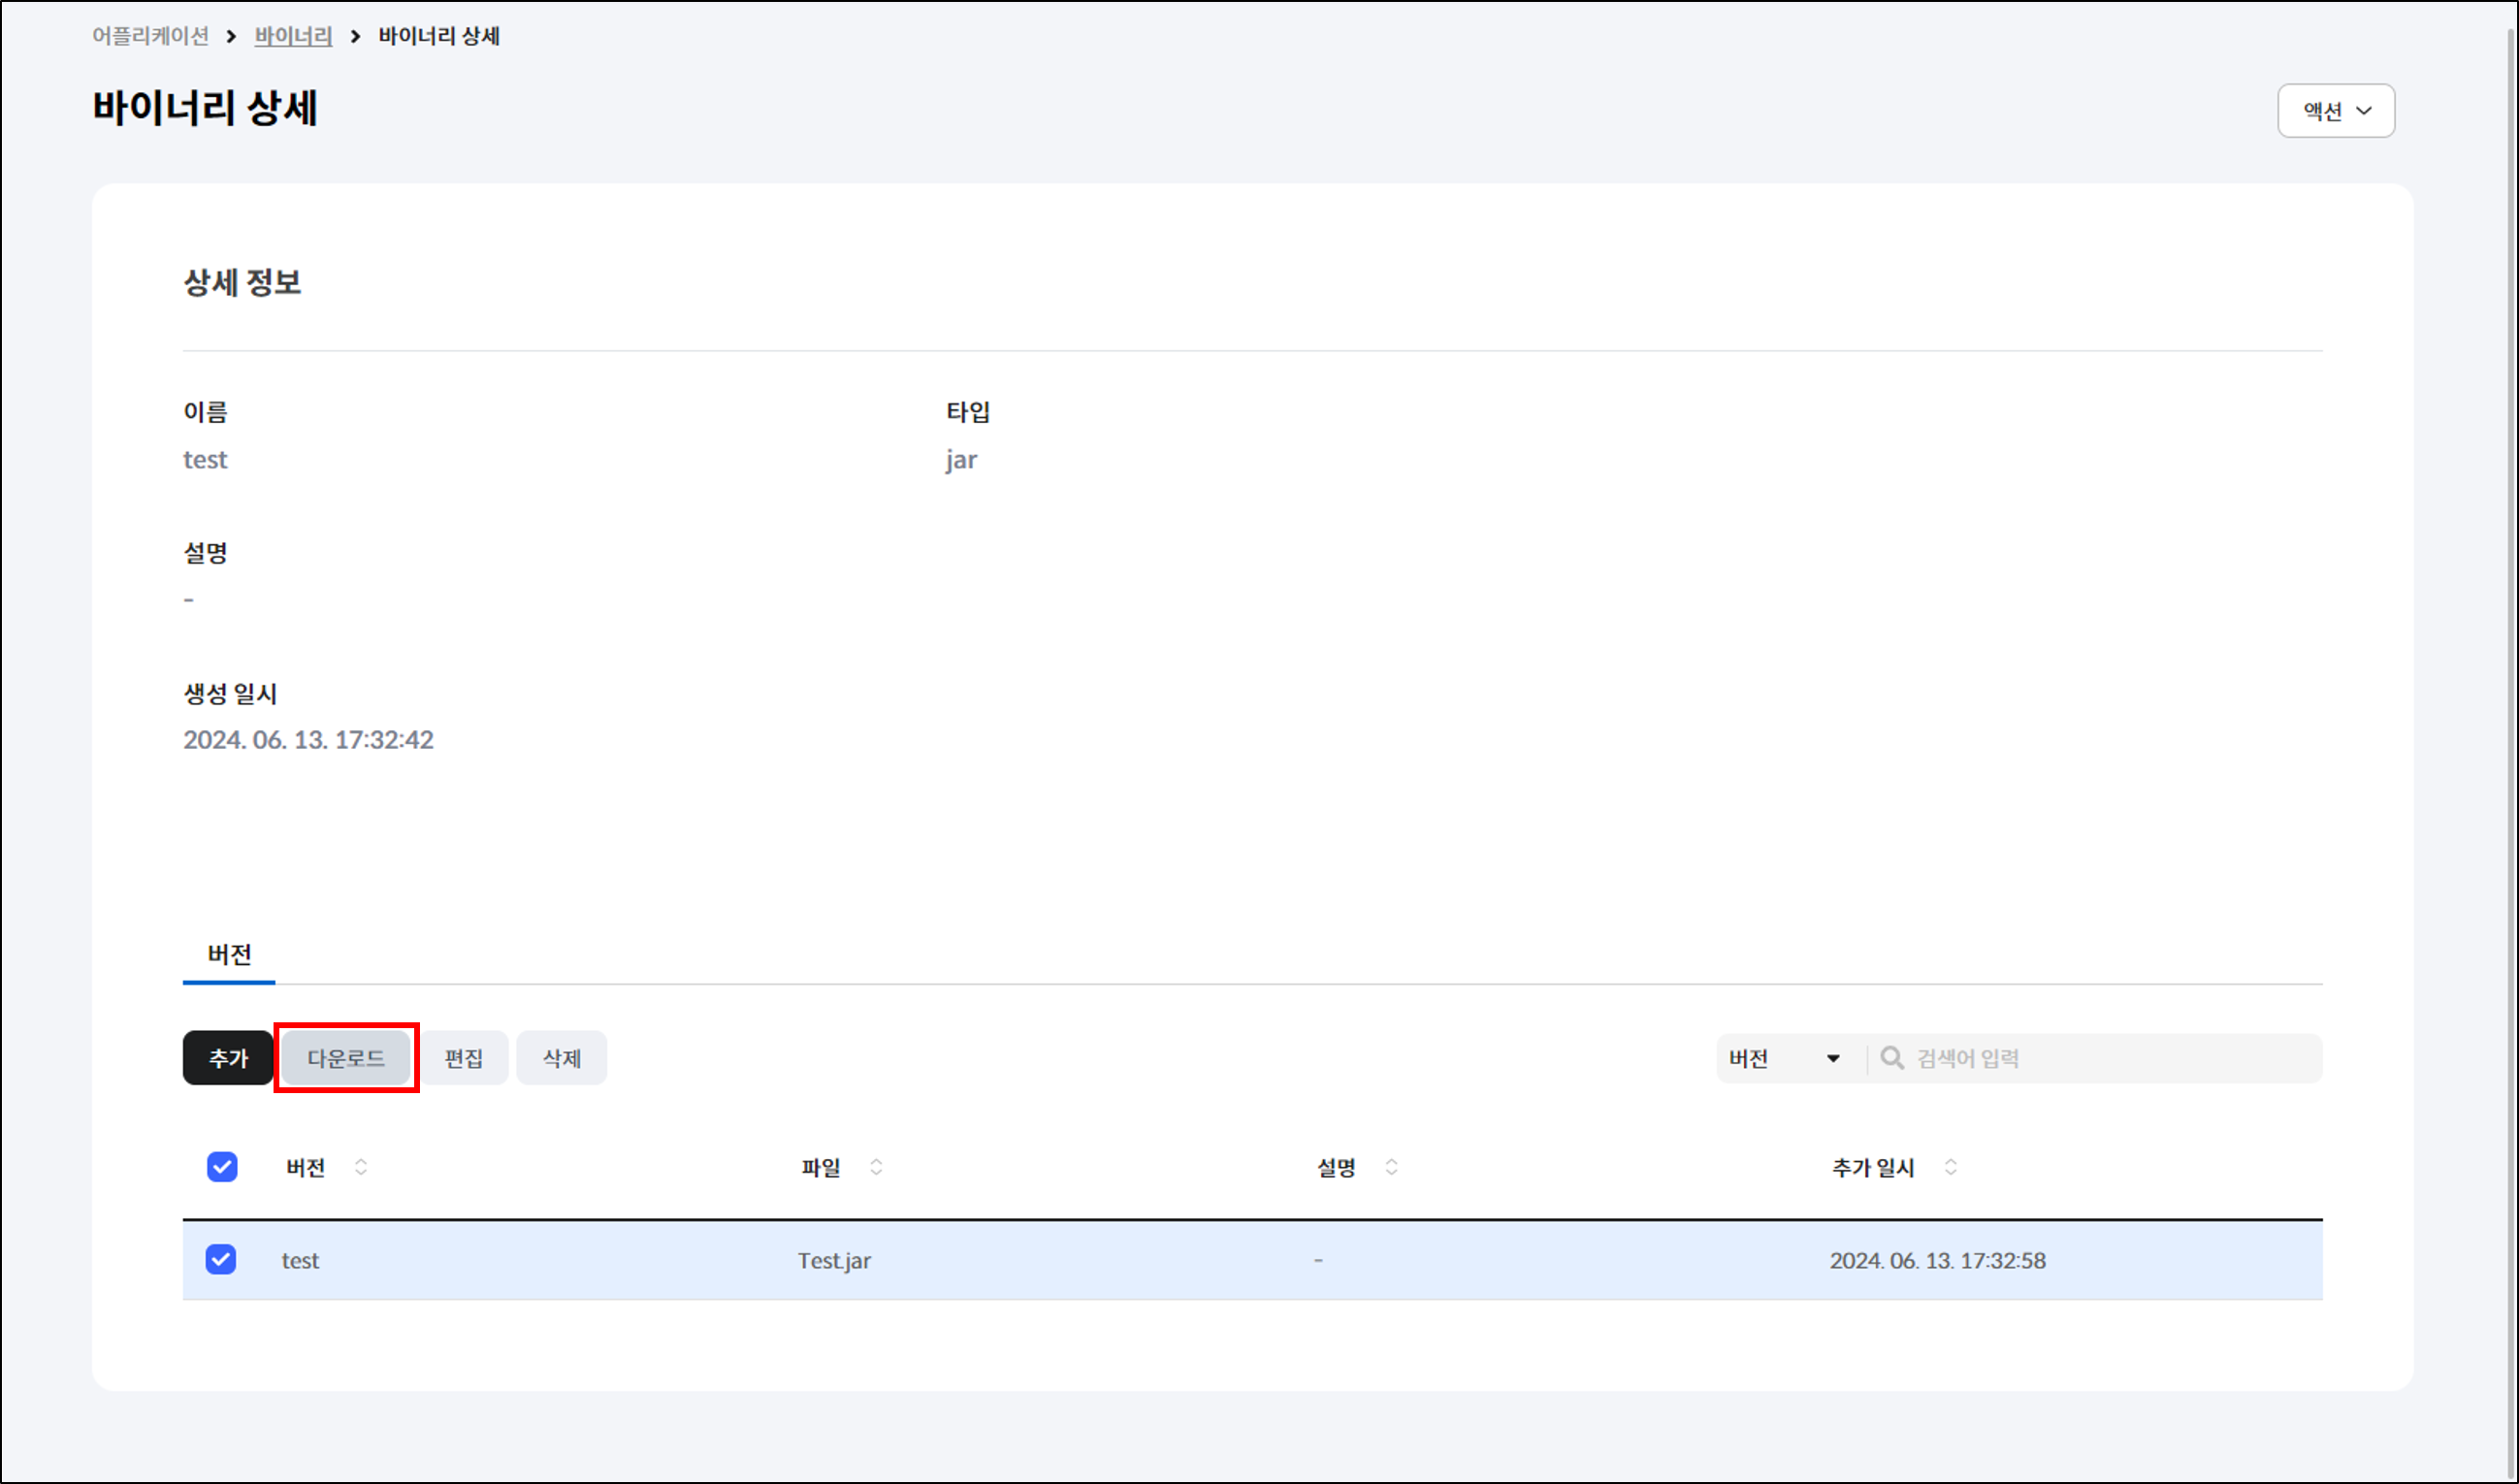 어플리케이션 > 바이너리 > 바이너리 상세
바이너리 상세
액션
상세 정보
이름
타입
test
jar
설명
-
생성 일시
2024. 06. 13. 17:32:42
버전
추가 다운로드 편집 삭제
버전 검색어 입력
버전 파일 설명 추가 일시
test Test.jar - 2024. 06. 13. 17:32:58